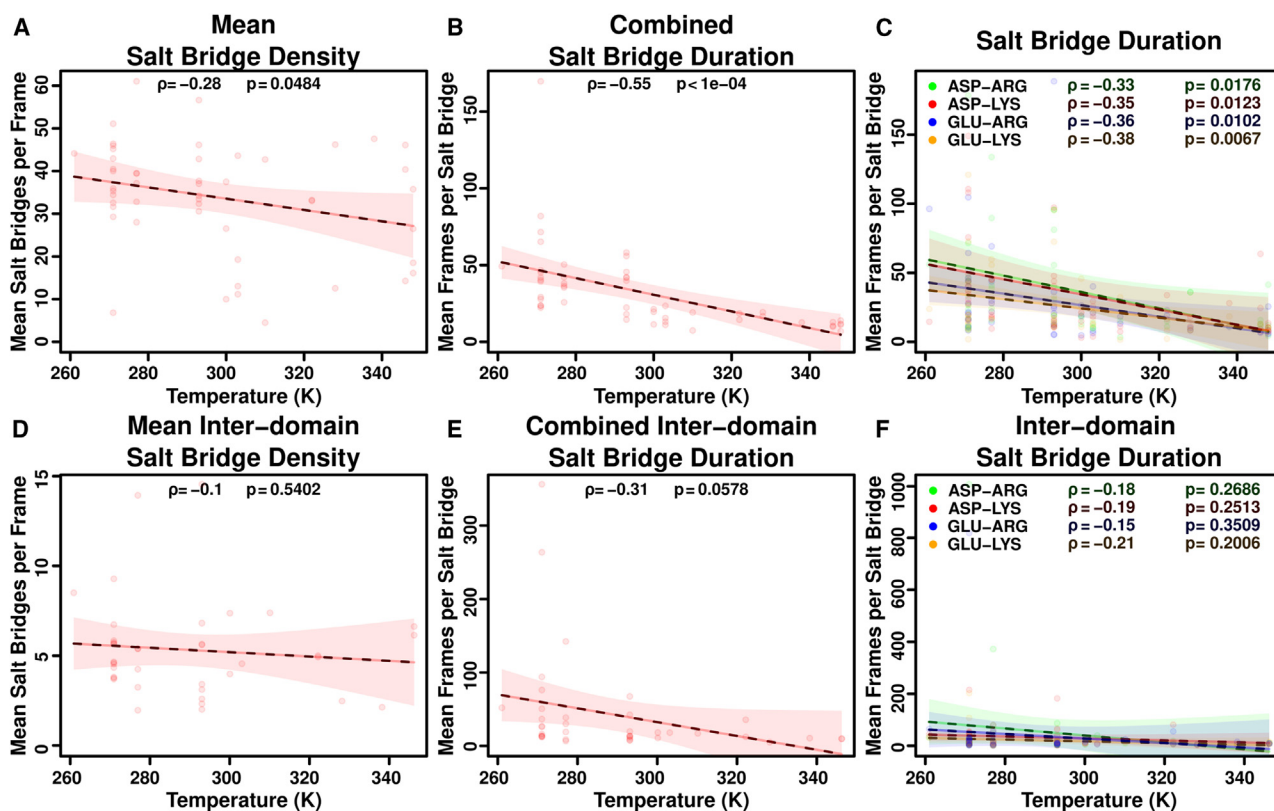 A
Mean
Salt Bridge Density
ρ= −0.28 p= 0.0484
Mean Salt Bridges per Frame
60
50
40
30
20
10
0
260 280 300 320 340
Temperature (K)
B
Combined
Salt Bridge Duration
ρ= −0.55 p< 1e−04
Mean Frames per Salt Bridge
150
100
50
0
260 280 300 320 340
Temperature (K)
C
Salt Bridge Duration
ASP−ARG ρ= −0.33 p= 0.0176
ASP−LYS ρ= −0.35 p= 0.0123
GLU−ARG ρ= −0.36 p= 0.0102
GLU−LYS ρ= −0.38 p= 0.0067
Mean Frames per Salt Bridge
150
100
50
0
260 280 300 320 340
Temperature (K)
D
Mean Inter−domain
Salt Bridge Density
ρ= −0.1 p= 0.5402
Mean Salt Bridges per Frame
15
10
5
0
260 280 300 320 340
Temperature (K)
E
Combined Inter−domain
Salt Bridge Duration
ρ= −0.31 p= 0.0578
Mean Frames per Salt Bridge
300
200
100
0
260 280 300 320 340
Temperature (K)
F
Inter−domain
Salt Bridge Duration
ASP−ARG ρ= −0.18 p= 0.2686
ASP−LYS ρ= −0.19 p= 0.2513
GLU−ARG ρ= −0.15 p= 0.3509
GLU−LYS ρ= −0.21 p= 0.2006
Mean Frames per Salt Bridge
1000
800
600
400
200
0
260 280 300 320 340
Temperature (K)